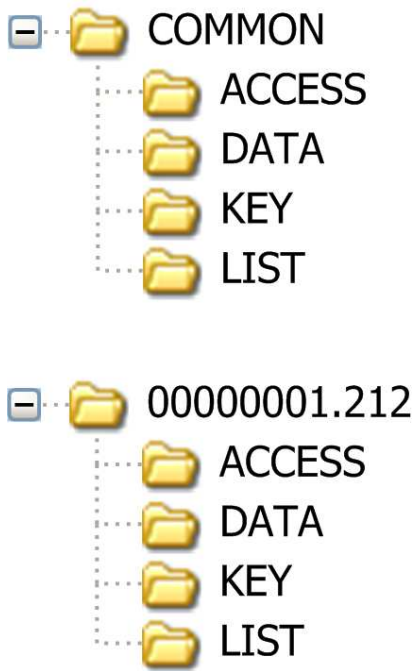 COMMON
ACCESS
DATA
KEY
LIST
00000001.212
ACCESS
DATA
KEY
LIST